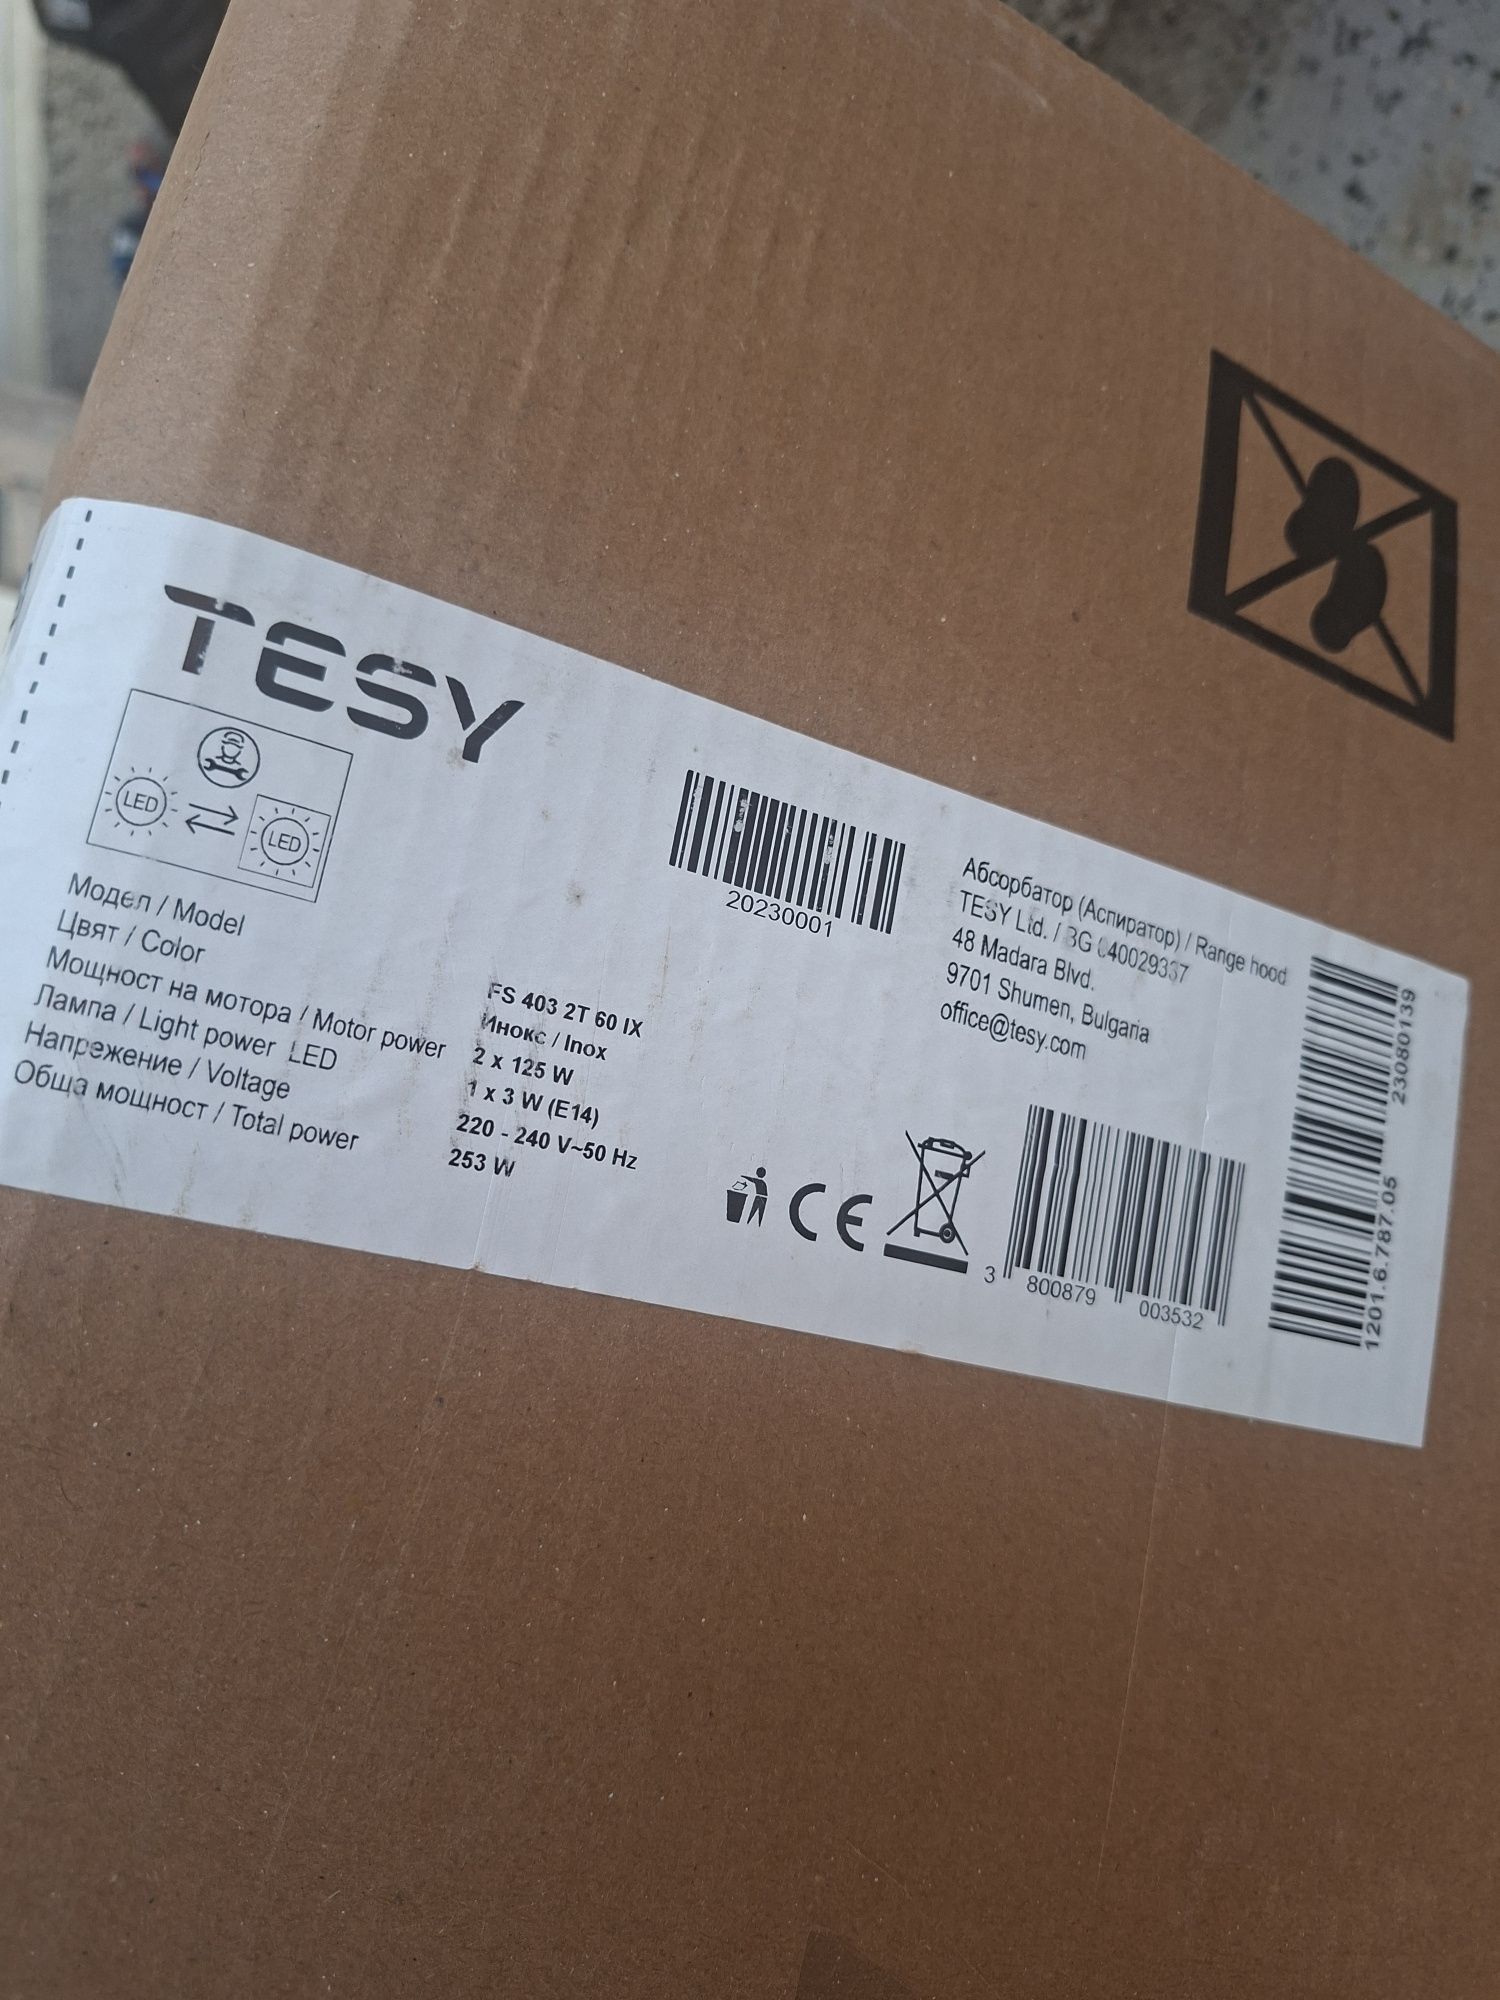 TESY
LED
LED
Модел / Model
FS 403 2T 60 IX
Цвят / Color
Инокс / Inox
Мощност на мотора / Motor power
2 x 125 W
Лампа / Light power LED
1 x 3 W (E14)
Напрежение / Voltage
220 - 240 V~50 Hz
Обща мощност / Total power
253 W
20230001
Абсорбатор (Аспиратор) / Range hood
TESY Ltd. / BG 040029337
48 Madara Blvd.
9701 Shumen, Bulgaria
office@tesy.com
CE
3 800879 003532
1201.6.787.05 23080139